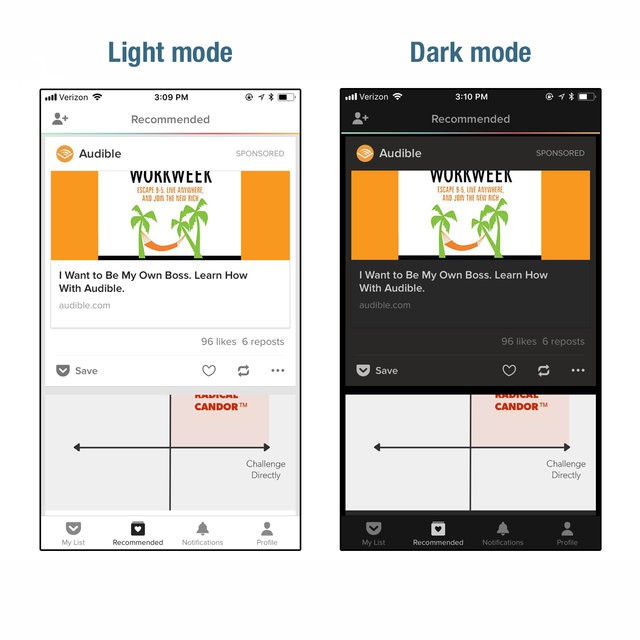 Light mode
Verizon 3:09 PM
Recommended
Audible SPONSORED
WORKWEEK
ESCAPE 9-5, LIVE ANYWHERE,
AND JOIN THE NEW RICH
I Want to Be My Own Boss. Learn How
With Audible.
audible.com
96 likes 6 reposts
Save
RADICAL
CANDOR™
Challenge
Directly
My List Recommended Notifications Profile
Dark mode
Verizon 3:10 PM
Recommended
Audible SPONSORED
WORKWEEK
ESCAPE 9-5, LIVE ANYWHERE,
AND JOIN THE NEW RICH
I Want to Be My Own Boss. Learn How
With Audible.
audible.com
96 likes 6 reposts
Save
RADICAL
CANDOR™
Challenge
Directly
My List Recommended Notifications Profile